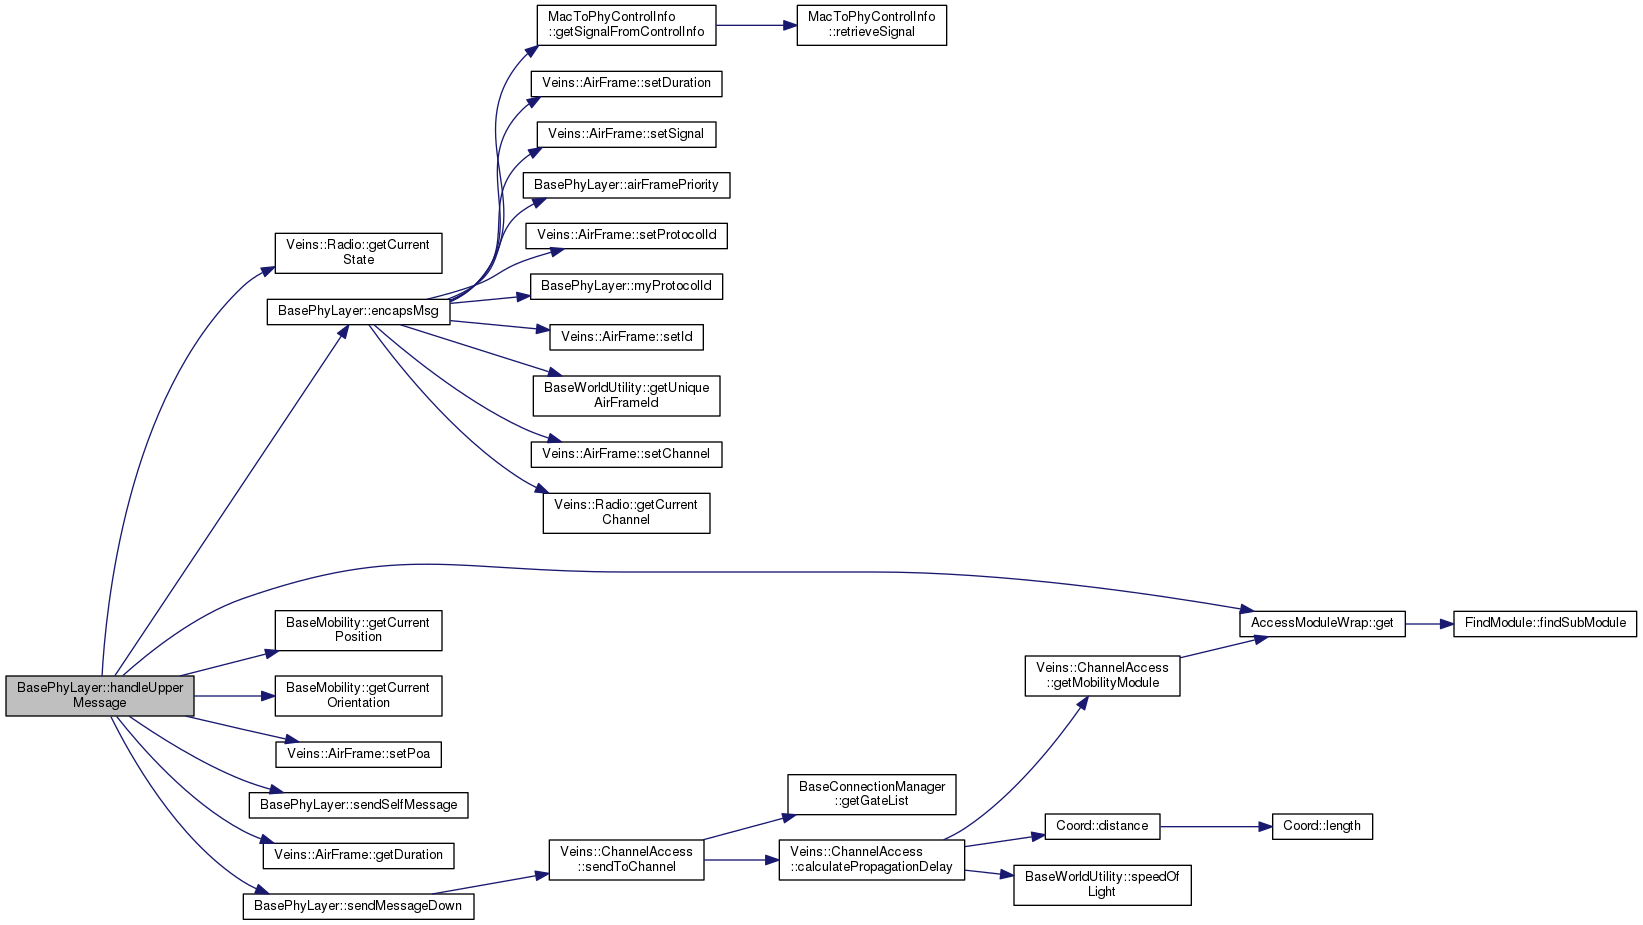 MacToPhyControlInfo
::getSignalFromControlInfo
MacToPhyControlInfo
::retrieveSignal
Veins::AirFrame::setDuration
Veins::AirFrame::setSignal
BasePhyLayer::airFramePriority
Veins::AirFrame::setProtocolId
Veins::Radio::getCurrent
State
BasePhyLayer::myProtocolId
BasePhyLayer::encapsMsg
Veins::AirFrame::setId
BaseWorldUtility::getUnique
AirFrameId
Veins::AirFrame::setChannel
Veins::Radio::getCurrent
Channel
BaseMobility::getCurrent
Position
AccessModuleWrap::get
FindModule::findSubModule
Veins::ChannelAccess
::getMobilityModule
BasePhyLayer::handleUpper
Message
BaseMobility::getCurrent
Orientation
Veins::AirFrame::setPoa
BaseConnectionManager
::getGateList
BasePhyLayer::sendSelfMessage
Coord::distance
Coord::length
Veins::AirFrame::getDuration
Veins::ChannelAccess
::sendToChannel
Veins::ChannelAccess
::calculatePropagationDelay
BaseWorldUtility::speedOf
Light
BasePhyLayer::sendMessageDown